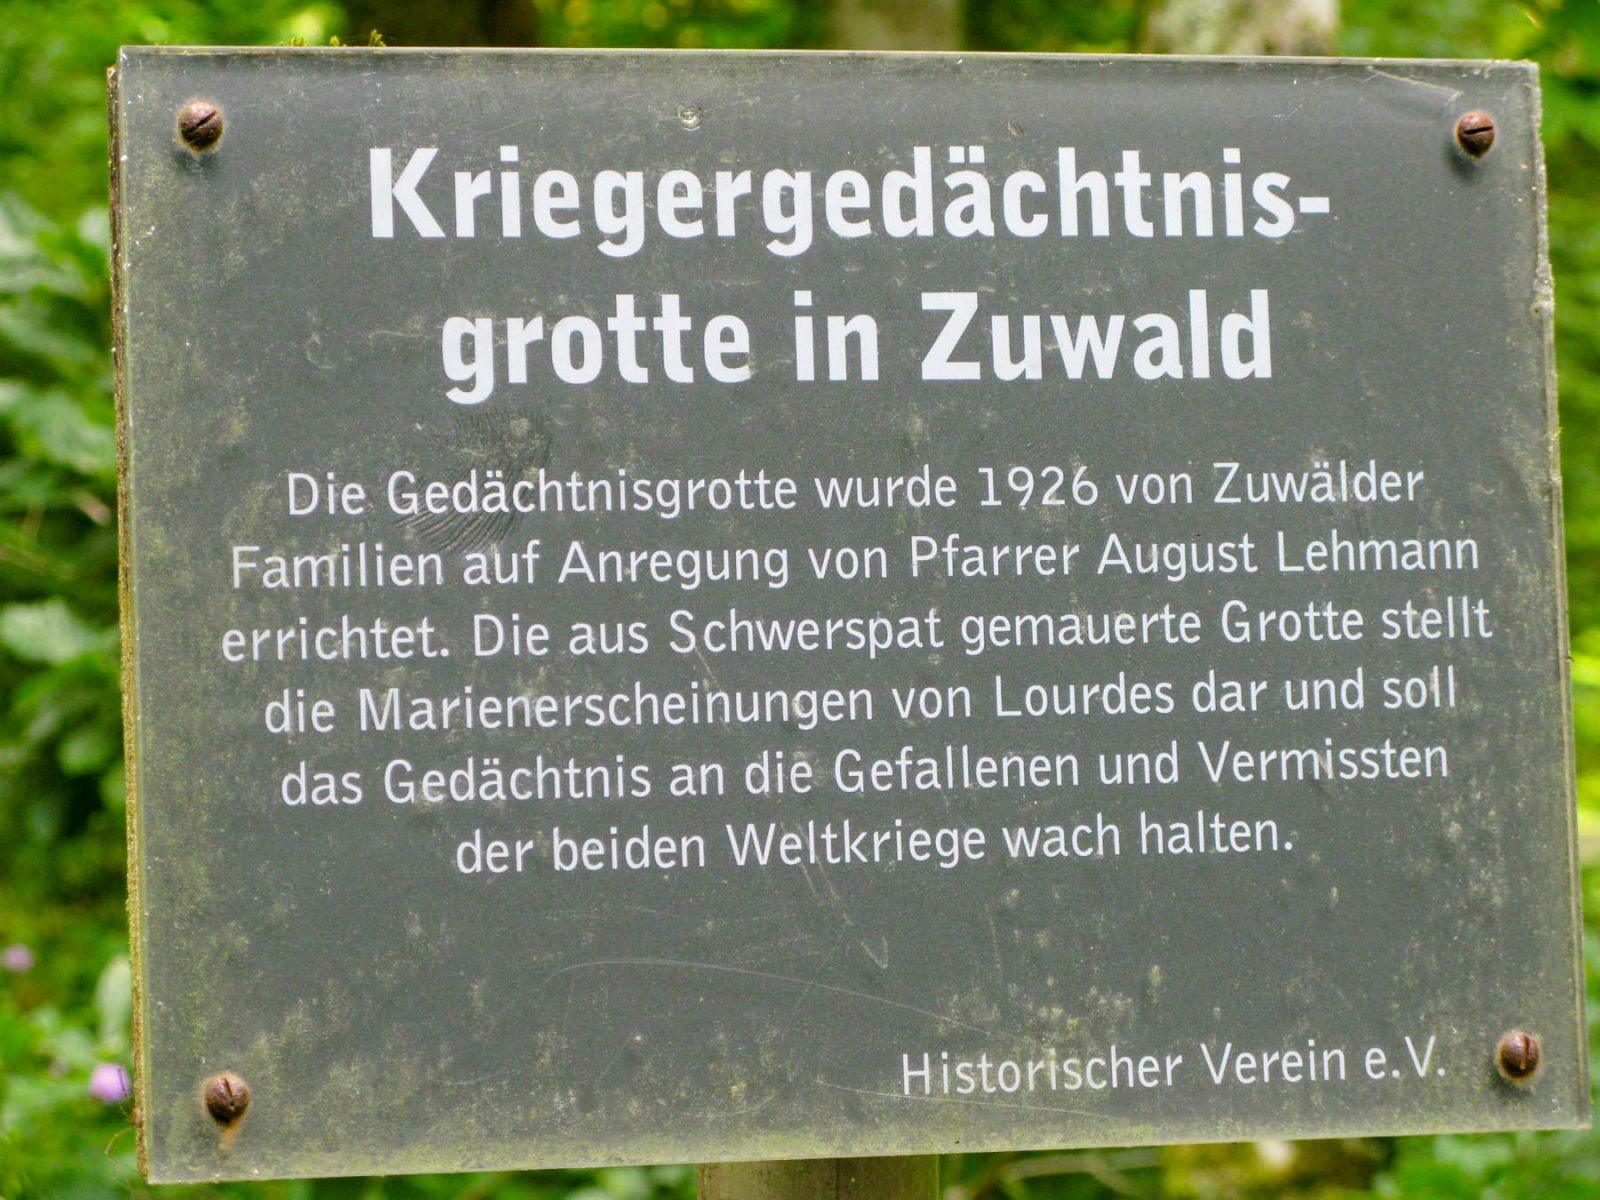 Kriegergedächtnis-
grotte in Zuwald
Die Gedächtnisgrotte wurde 1926 von Zuwälder
Familien auf Anregung von Pfarrer August Lehmann
errichtet. Die aus Schwerspat gemauerte Grotte stellt
die Marienerscheinungen von Lourdes dar und soll
das Gedächtnis an die Gefallenen und Vermissten
der beiden Weltkriege wach halten.
Historischer Verein e.V.